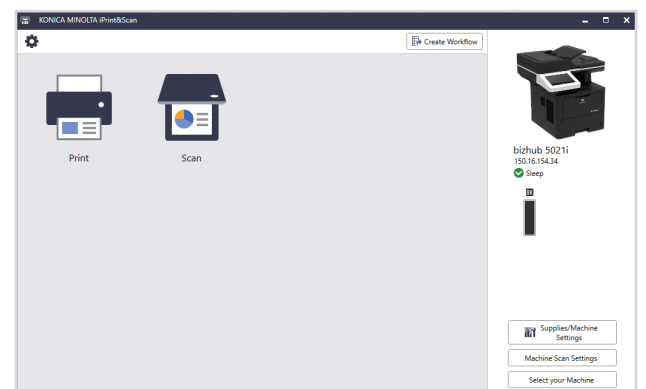 KONICA MINOLTA iPrint&Scan
Create Workflow
Print
Scan
bizhub 5021i
150.16.154.34
Sleep
BK
Supplies/Machine
Settings
Machine Scan Settings
Select your Machine